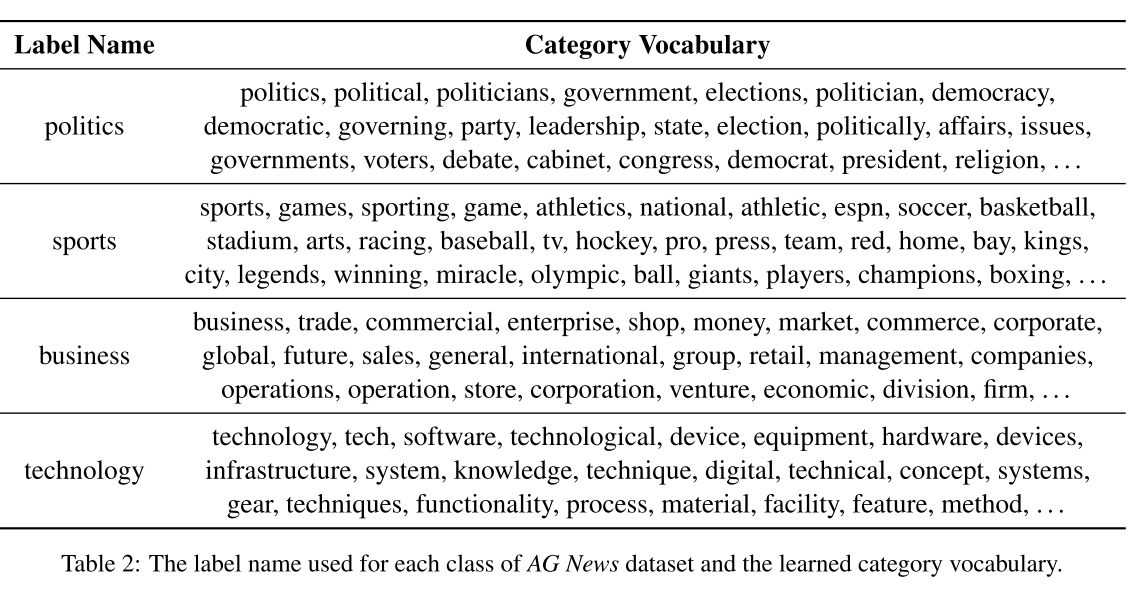 Label Name Category Vocabulary
politics, political, politicians, government, elections, politician, democracy,
politics democratic, governing, party, leadership, state, election, politically, affairs, issues,
governments, voters, debate, cabinet, congress, democrat, president, religion, ...
sports, games, sporting, game, athletics, national, athletic, espn, soccer, basketball,
sports stadium, arts, racing, baseball, tv, hockey, pro, press, team, red, home, bay, kings,
city, legends, winning, miracle, olympic, ball, giants, players, champions, boxing, ...
business, trade, commercial, enterprise, shop, money, market, commerce, corporate,
business global, future, sales, general, international, group, retail, management, companies,
operations, operation, store, corporation, venture, economic, division, firm, ...
technology, tech, software, technological, device, equipment, hardware, devices,
technology infrastructure, system, knowledge, technique, digital, technical, concept, systems,
gear, techniques, functionality, process, material, facility, feature, method, ...
Table 2: The label name used for each class of AG News dataset and the learned category vocabulary.